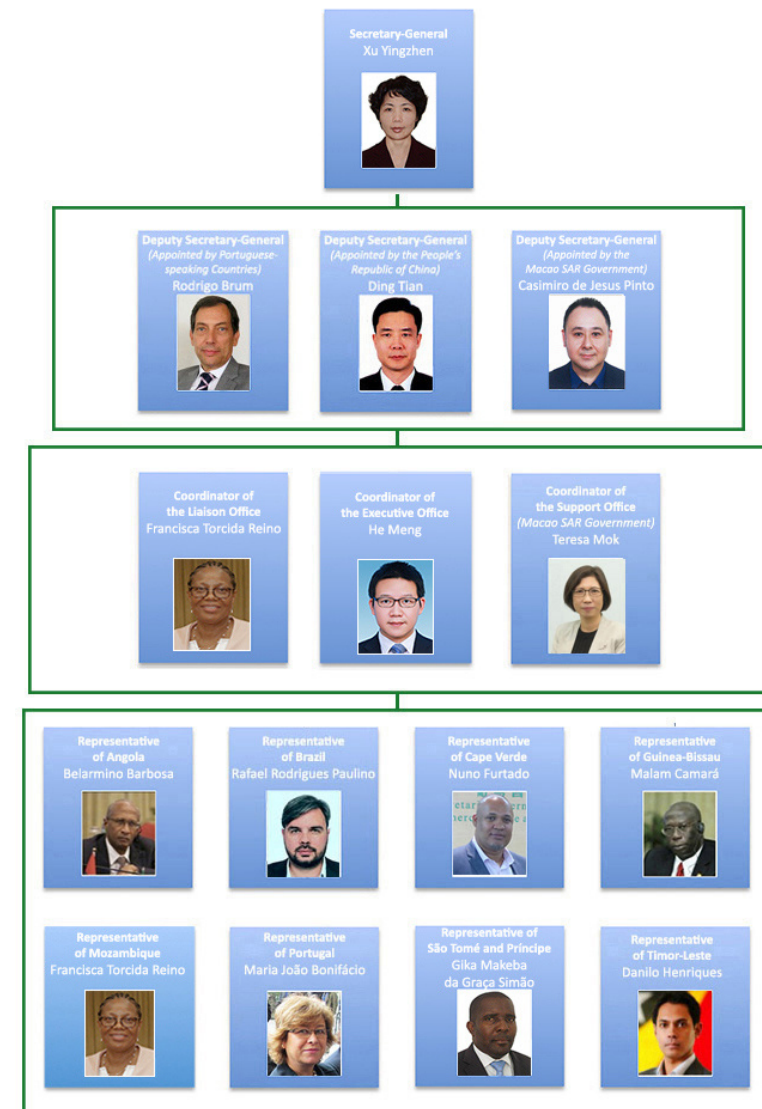 Secretary-General
Xu Yingzhen
Deputy Secretary-General
(Appointed by Portuguese-
speaking Countries)
Rodrigo Brum
Deputy Secretary-General
(Appointed by the People's
Republic of China)
Ding Tian
Deputy Secretary-General
(Appointed by the
Macao SAR Government)
Casimiro de Jesus Pinto
Coordinator of
the Liaison Office
Francisca Torcida Reino
Coordinator of
the Executive Office
He Meng
Coordinator of
the Support Office
(Macao SAR Government)
Teresa Mok
Representative
of Angola
Belarmino Barbosa
Representative
of Brazil
Rafael Rodrigues Paulino
Representative
of Cape Verde
Nuno Furtado
Representative
of Guinea-Bissau
Malam Camará
Representative
of Mozambique
Francisca Torcida Reino
Representative
of Portugal
Maria João Bonifácio
Representative of
São Tomé and Príncipe
Gika Makeba
da Graça Simão
Representative
of Timor-Leste
Danilo Henriques